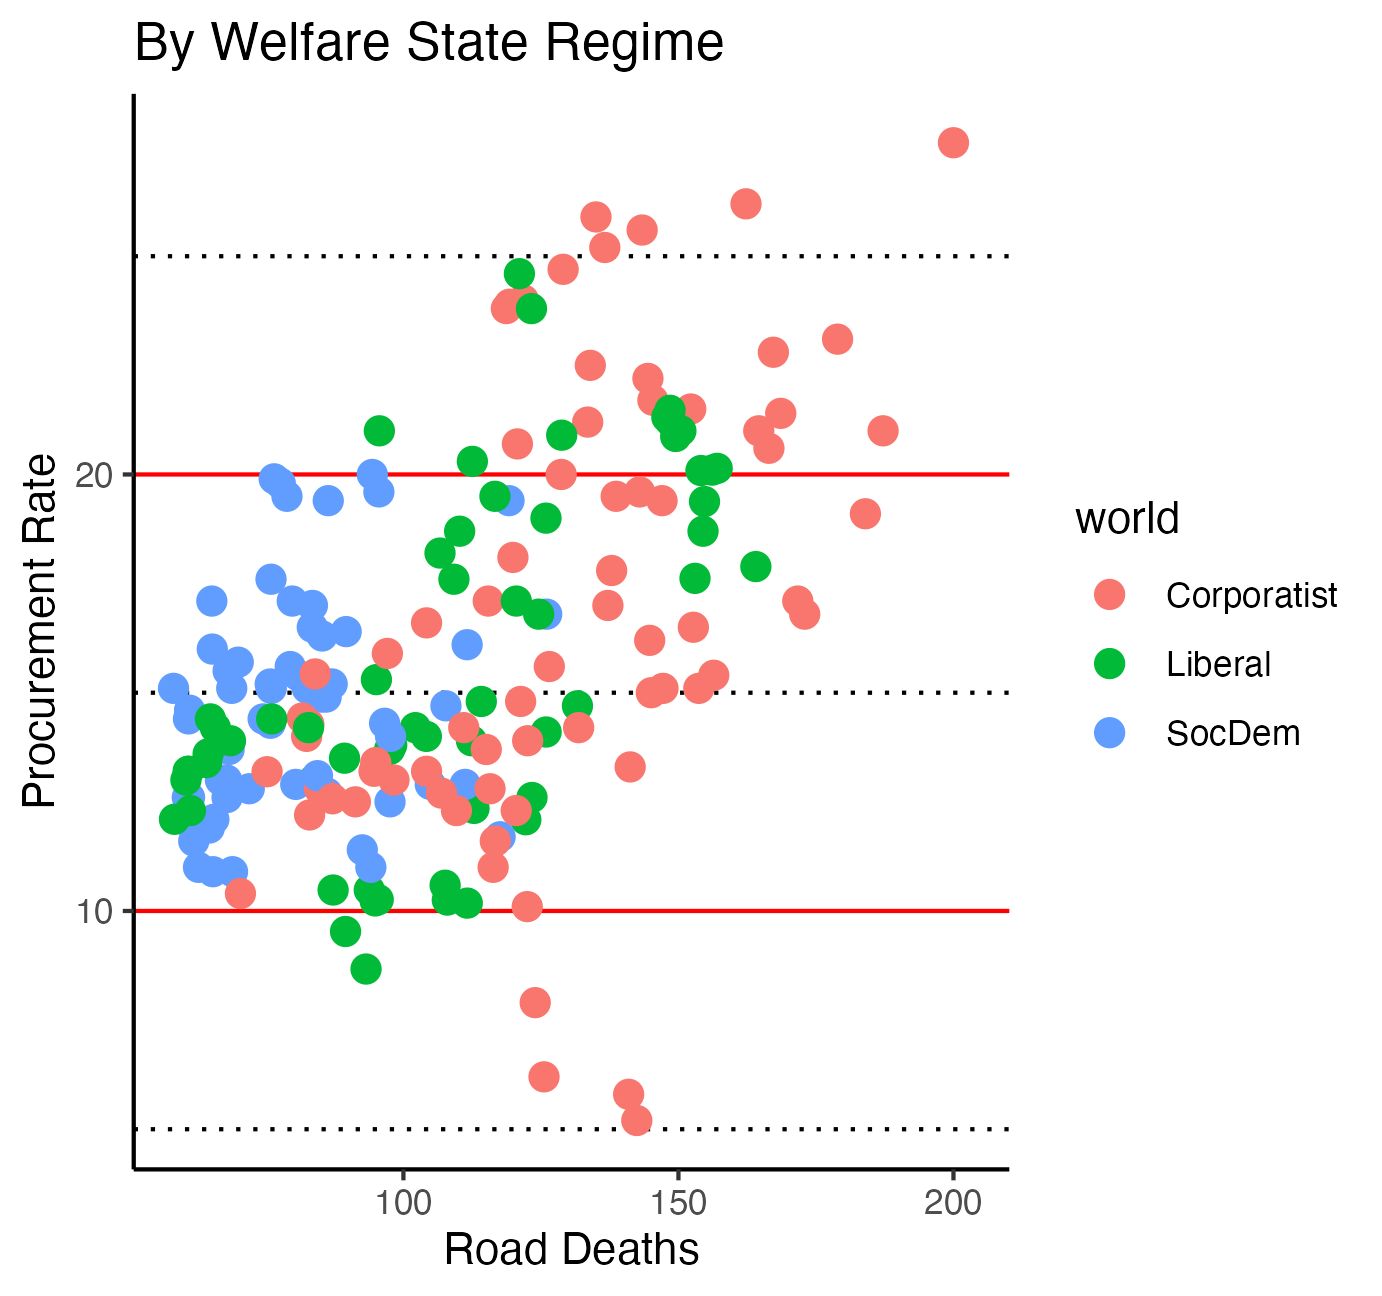 By Welfare State Regime
Procurement Rate
20
10
100 150 200
Road Deaths
world
Corporatist
Liberal
SocDem